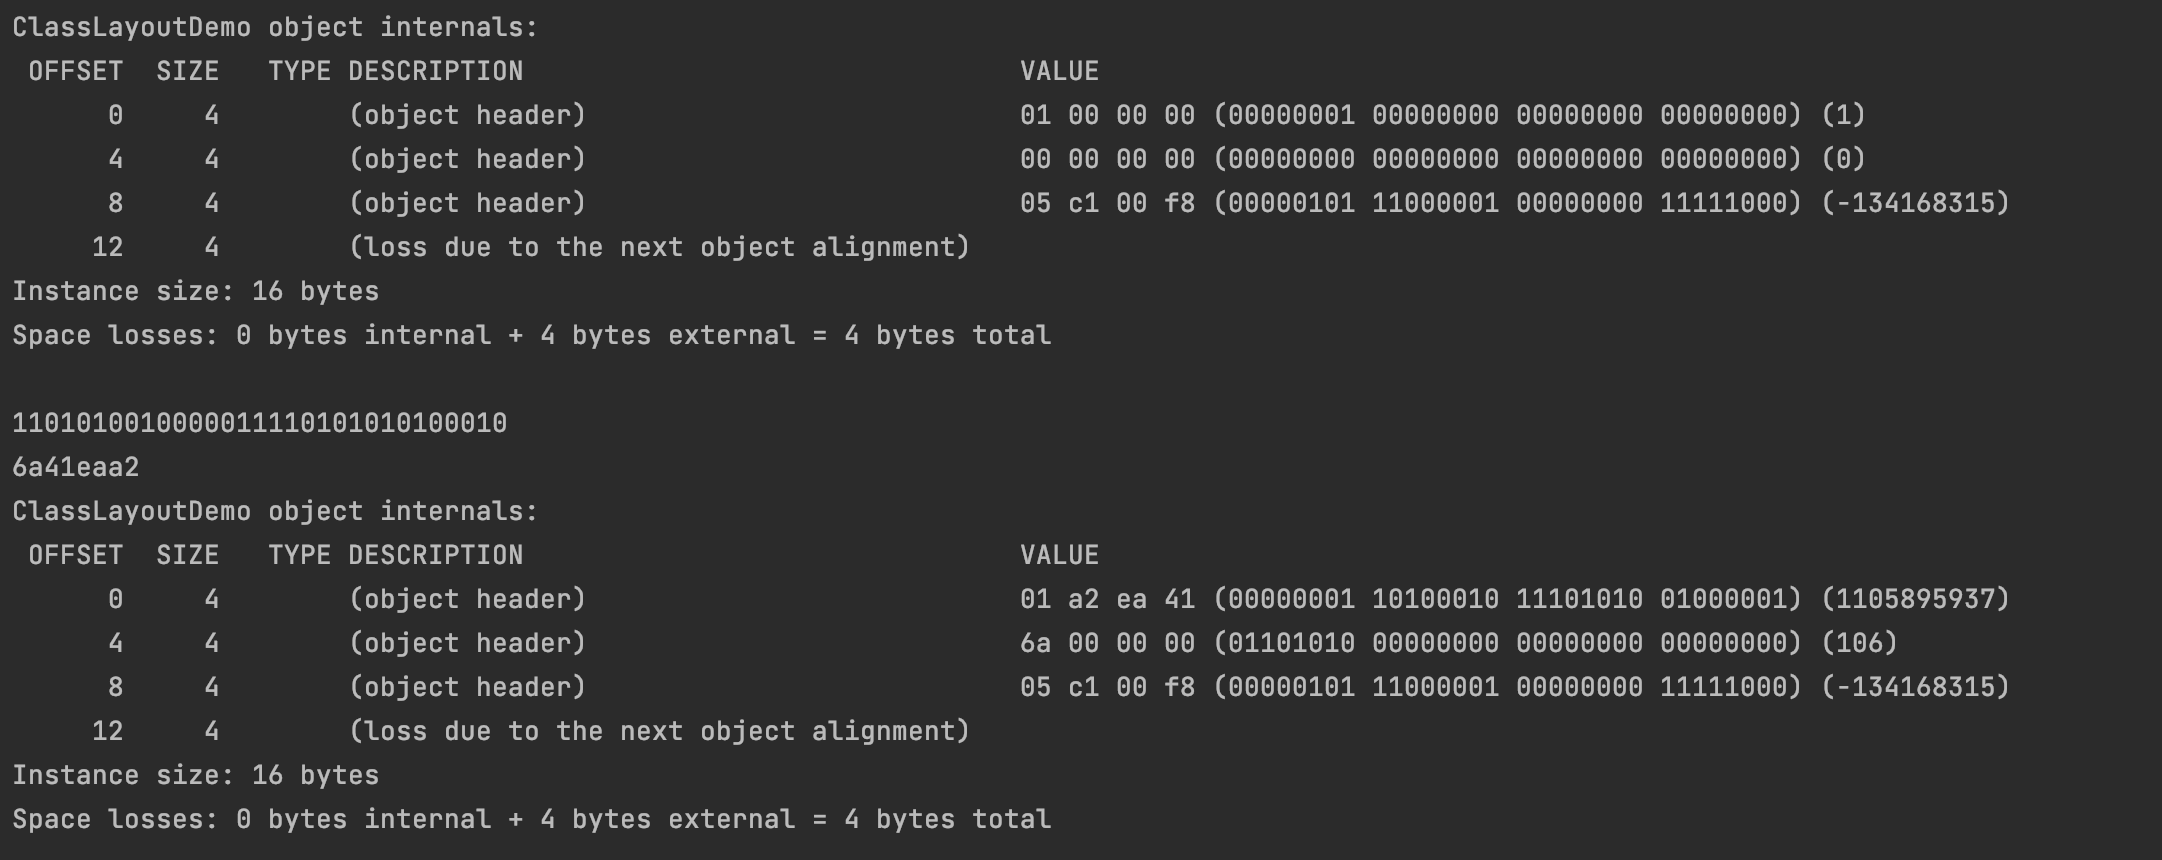 ClassLayoutDemo object internals:
 OFFSET  SIZE   TYPE DESCRIPTION                               VALUE
      0     4        (object header)                           01 00 00 00 (00000001 00000000 00000000 00000000) (1)
      4     4        (object header)                           00 00 00 00 (00000000 00000000 00000000 00000000) (0)
      8     4        (object header)                           05 c1 00 f8 (00000101 11000001 00000000 11111000) (-134168315)
     12     4        (loss due to the next object alignment)
Instance size: 16 bytes
Space losses: 0 bytes internal + 4 bytes external = 4 bytes total

1101010010000011110101010100010
6a41eaa2
ClassLayoutDemo object internals:
 OFFSET  SIZE   TYPE DESCRIPTION                               VALUE
      0     4        (object header)                           01 a2 ea 41 (00000001 10100010 11101010 01000001) (1105895937)
      4     4        (object header)                           6a 00 00 00 (01101010 00000000 00000000 00000000) (106)
      8     4        (object header)                           05 c1 00 f8 (00000101 11000001 00000000 11111000) (-134168315)
     12     4        (loss due to the next object alignment)
Instance size: 16 bytes
Space losses: 0 bytes internal + 4 bytes external = 4 bytes total